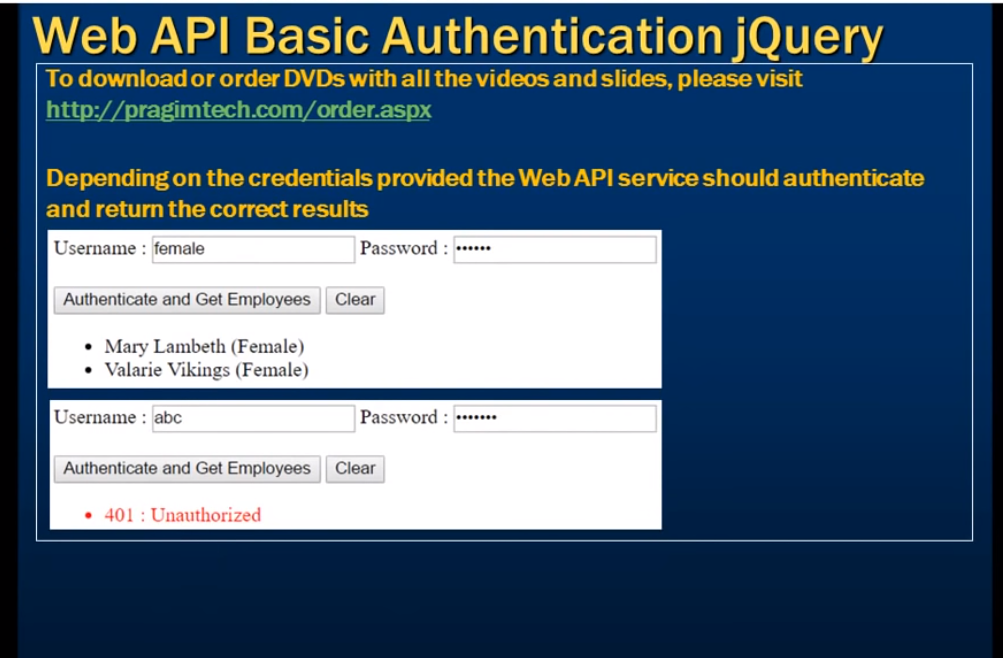 Web API Basic Authentication jQuery
To download or order DVDs with all the videos and slides, please visit
http://pragimtech.com/order.aspx
Depending on the credentials provided the Web API service should authenticate
and return the correct results
Username : female Password : ••••••
Authenticate and Get Employees Clear
• Mary Lambeth (Female)
• Valarie Vikings (Female)
Username : abc Password : •••••••
Authenticate and Get Employees Clear
• 401 : Unauthorized